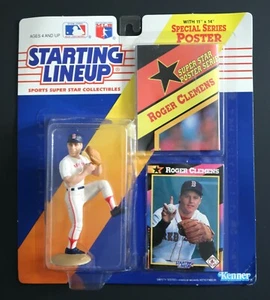 AGES 4 AND UP
WITH 11" x 14"
SPECIAL SERIES
POSTER
STARTING
LINEUP
SPORTS SUPER STAR COLLECTIBLES
SUPER STAR
POSTER SERIES
ROGER CLEMENS
ROGER CLEMENS
RED
Kenner